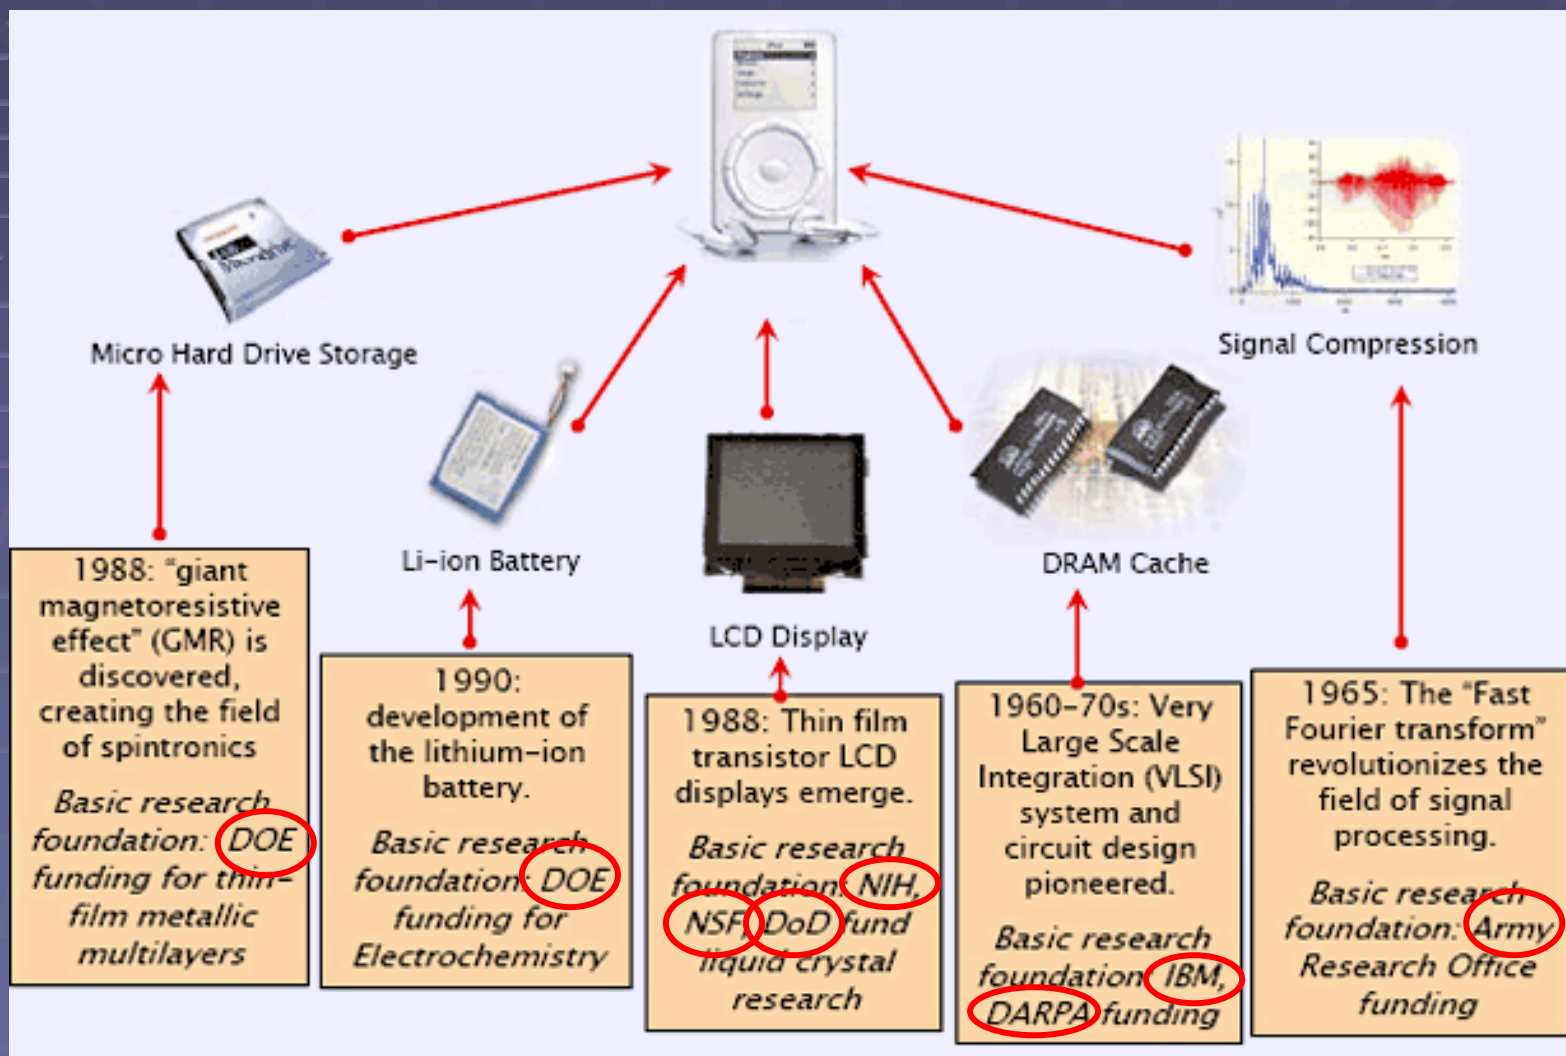 Micro Hard Drive Storage
Li-ion Battery
LCD Display
DRAM Cache
Signal Compression
1988: "giant
magnetoresistive
effect" (GMR) is
discovered,
creating the field
of spintronics
Basic research
foundation: DOE
funding for thin-
film metallic
multilayers
1990:
development of
the lithium-ion
battery.
Basic research
foundation: DOE
funding for
Electrochemistry
1988: Thin film
transistor LCD
displays emerge.
Basic research
foundation: NIH,
NSF, DoD fund
liquid crystal
research
1960-70s: Very
Large Scale
Integration (VLSI)
system and
circuit design
pioneered.
Basic research
foundation: IBM,
DARPA funding
1965: The "Fast
Fourier transform"
revolutionizes the
field of signal
processing.
Basic research
foundation: Army
Research Office
funding